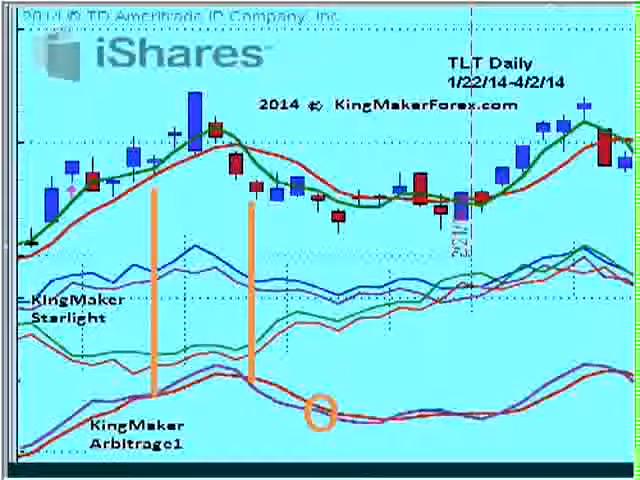 2014 © TD Ameritrade IP Company, Inc.
iShares
TLT Daily
1/22/14-4/2/14
2014 © KingMakerForex.com
KingMaker
Starlight
KingMaker
Arbitrage1